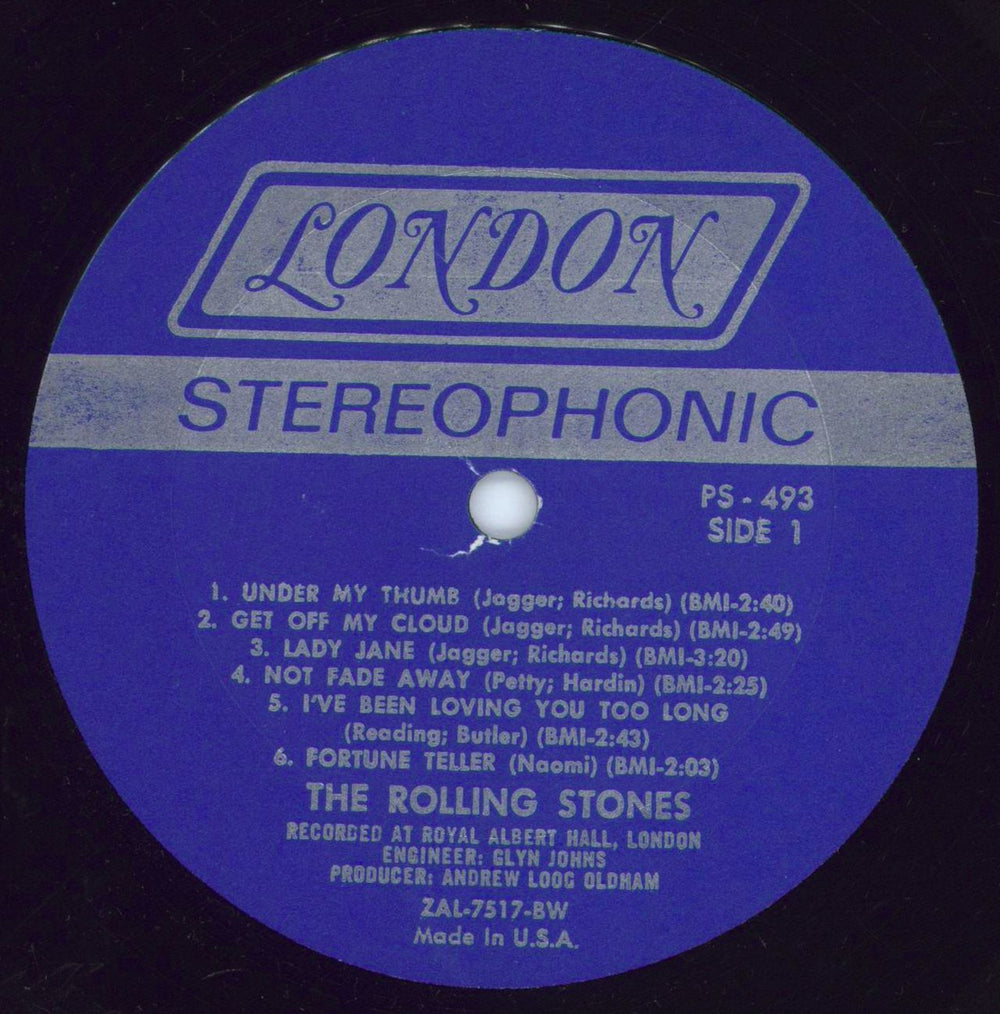 LONDON
STEREOPHONIC
PS - 493
SIDE 1
1. UNDER MY THUMB (Jagger; Richards) (BMI-2:40)
2. GET OFF MY CLOUD (Jagger; Richards) (BMI-2:49)
3. LADY JANE (Jagger; Richards) (BMI-3:20)
4. NOT FADE AWAY (Petty; Hardin) (BMI-2:25)
5. I'VE BEEN LOVING YOU TOO LONG
(Reading; Butler) (BMI-2:43)
6. FORTUNE TELLER (Naomi) (BMI-2:03)
THE ROLLING STONES
RECORDED AT ROYAL ALBERT HALL, LONDON
ENGINEER: GLYN JOHNS
PRODUCER: ANDREW LOOG OLDHAM
ZAL-7517-BW
Made In U.S.A.